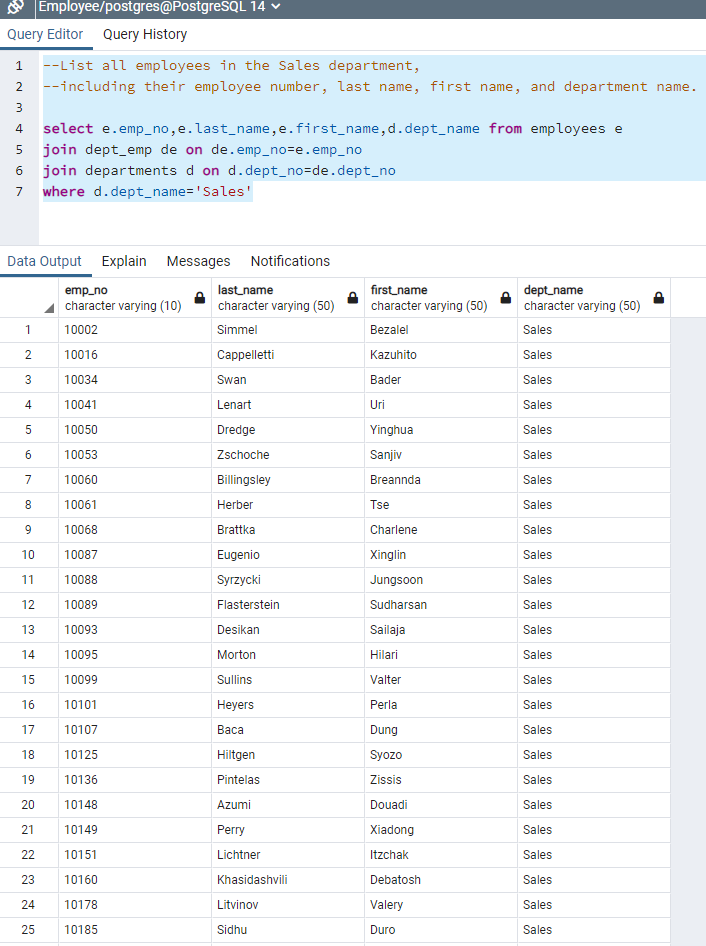 Employee/postgres@PostgreSQL 14
Query Editor Query History
1 --List all employees in the Sales department,
2 --including their employee number, last name, first name, and department name.
3
4 select e.emp_no,e.last_name,e.first_name,d.dept_name from employees e
5 join dept_emp de on de.emp_no=e.emp_no
6 join departments d on d.dept_no=de.dept_no
7 where d.dept_name='Sales'
Data Output Explain Messages Notifications
emp_no last_name first_name dept_name
character varying (10) character varying (50) character varying (50) character varying (50)
1 10002 Simmel Bezalel Sales
2 10016 Cappelletti Kazuhito Sales
3 10034 Swan Bader Sales
4 10041 Lenart Uri Sales
5 10050 Dredge Yinghua Sales
6 10053 Zschoche Sanjiv Sales
7 10060 Billingsley Breannda Sales
8 10061 Herber Tse Sales
9 10068 Brattka Charlene Sales
10 10087 Eugenio Xinglin Sales
11 10088 Syrzycki Jungsoon Sales
12 10089 Flasterstein Sudharsan Sales
13 10093 Desikan Sailaja Sales
14 10095 Morton Hilari Sales
15 10099 Sullins Valter Sales
16 10101 Heyers Perla Sales
17 10107 Baca Dung Sales
18 10125 Hiltgen Syozo Sales
19 10136 Pintelas Zissis Sales
20 10148 Azumi Douadi Sales
21 10149 Perry Xiadong Sales
22 10151 Lichtner Itzchak Sales
23 10160 Khasidashvili Debatosh Sales
24 10178 Litvinov Valery Sales
25 10185 Sidhu Duro Sales